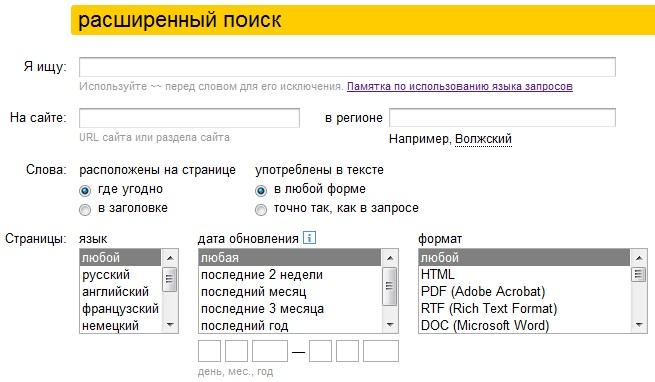 расширенный поиск
Я ищу:
Используйте ~~ перед словом для его исключения. Памятка по использованию языка запросов
На сайте: в регионе
URL сайта или раздела сайта Например, Волжский
Слова: расположены на странице употреблены в тексте
где угодно в любой форме
в заголовке точно так, как в запросе
Страницы: язык дата обновления i формат
любой любая любой
русский последние 2 недели HTML
английский последний месяц PDF (Adobe Acrobat)
французский последние 3 месяца RTF (Rich Text Format)
немецкий последний год DOC (Microsoft Word)
—
день, мес., год